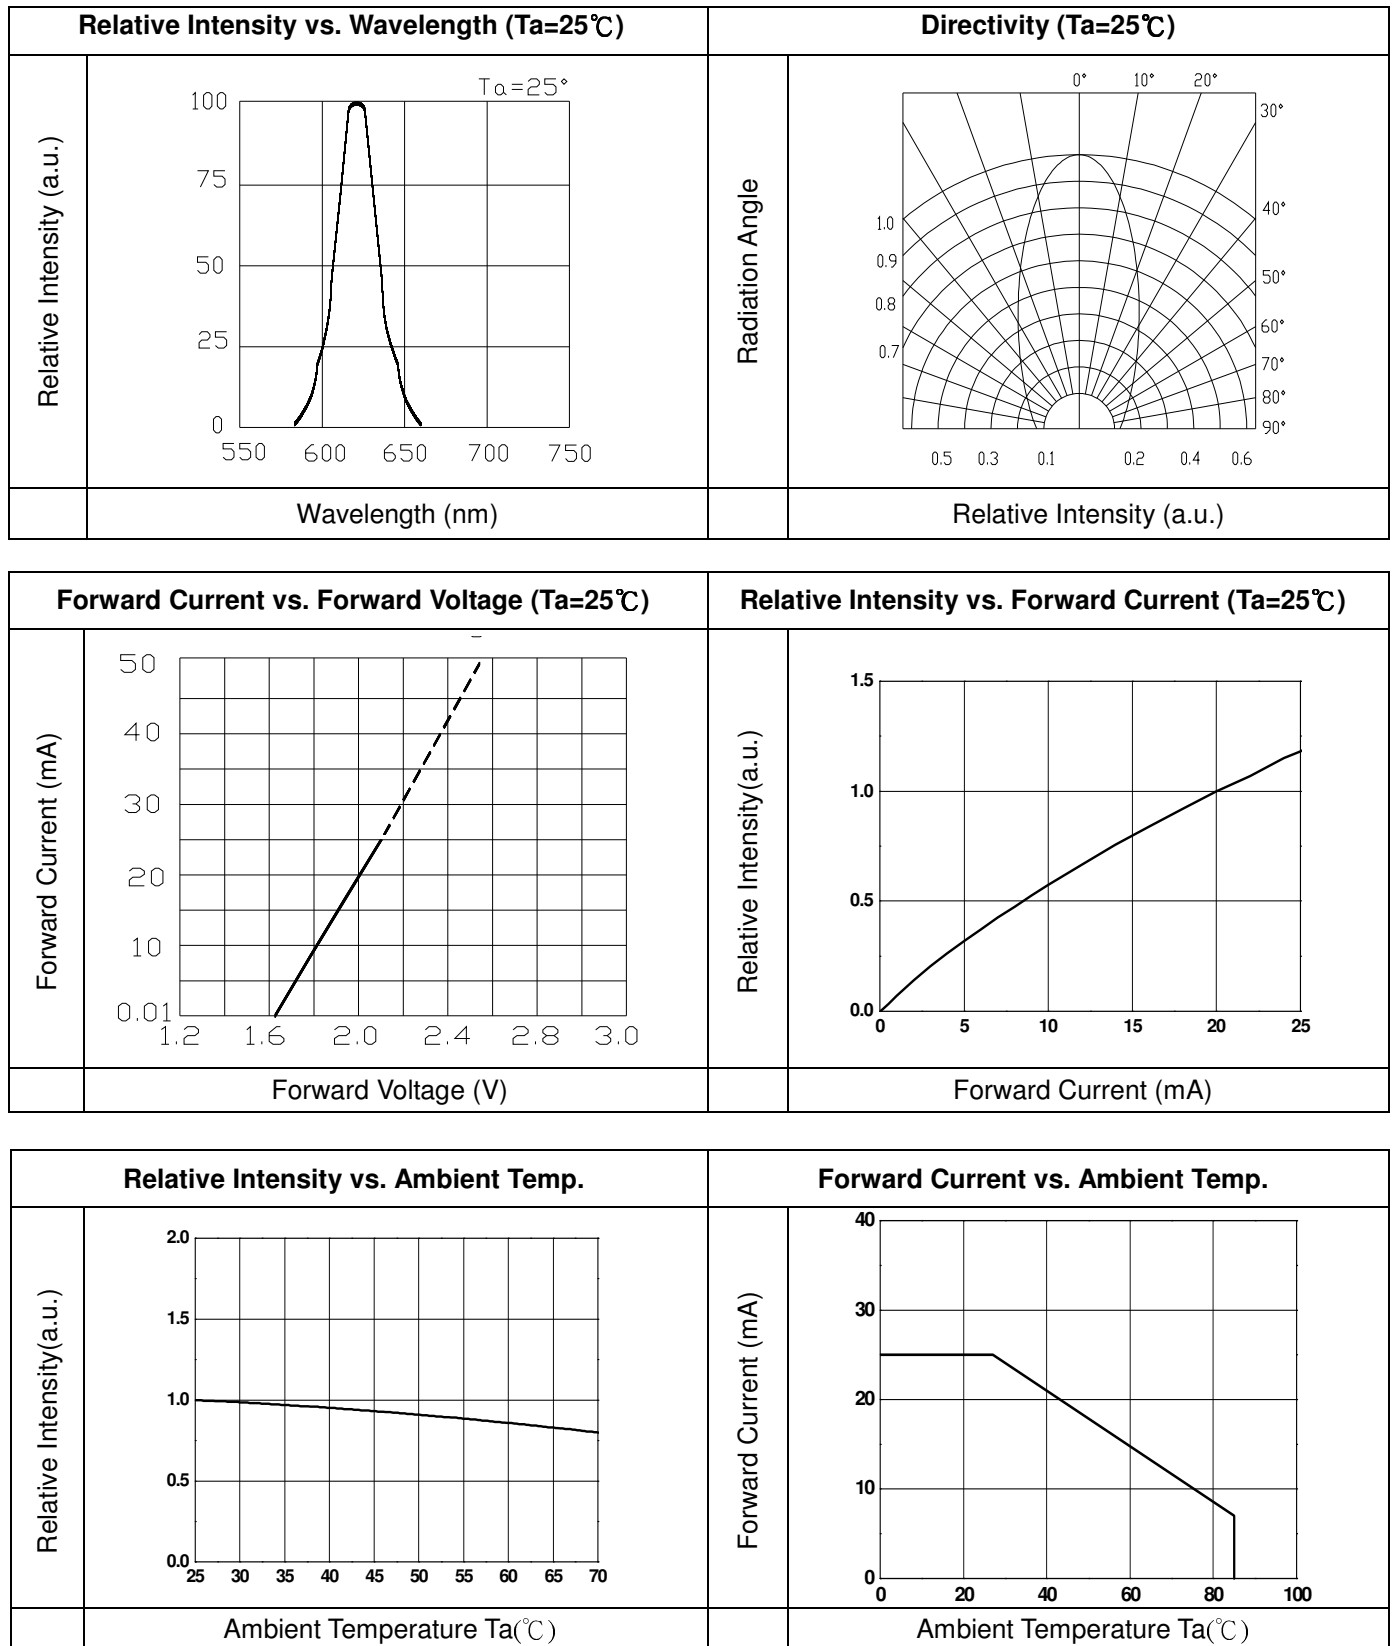 Relative Intensity vs. Wavelength (Ta=25℃)
Directivity (Ta=25℃)
Relative Intensity (a.u.)
Ta=25°
100
75
50
25
0
550 600 650 700 750
Wavelength (nm)
Radiation Angle
0° 10° 20°
30°
40°
50°
60°
70°
80°
90°
1.0
0.9
0.8
0.7
0.5 0.3 0.1 0.2 0.4 0.6
Relative Intensity (a.u.)
Forward Current vs. Forward Voltage (Ta=25℃)
Relative Intensity vs. Forward Current (Ta=25℃)
Forward Current (mA)
50
40
30
20
10
0.01
1.2 1.6 2.0 2.4 2.8 3.0
Forward Voltage (V)
Relative Intensity(a.u.)
1.5
1.0
0.5
0.0
0 5 10 15 20 25
Forward Current (mA)
Relative Intensity vs. Ambient Temp.
Forward Current vs. Ambient Temp.
Relative Intensity(a.u.)
2.0
1.5
1.0
0.5
0.0
25 30 35 40 45 50 55 60 65 70
Ambient Temperature Ta(℃)
Forward Current (mA)
40
30
20
10
0
0 20 40 60 80 100
Ambient Temperature Ta(℃)